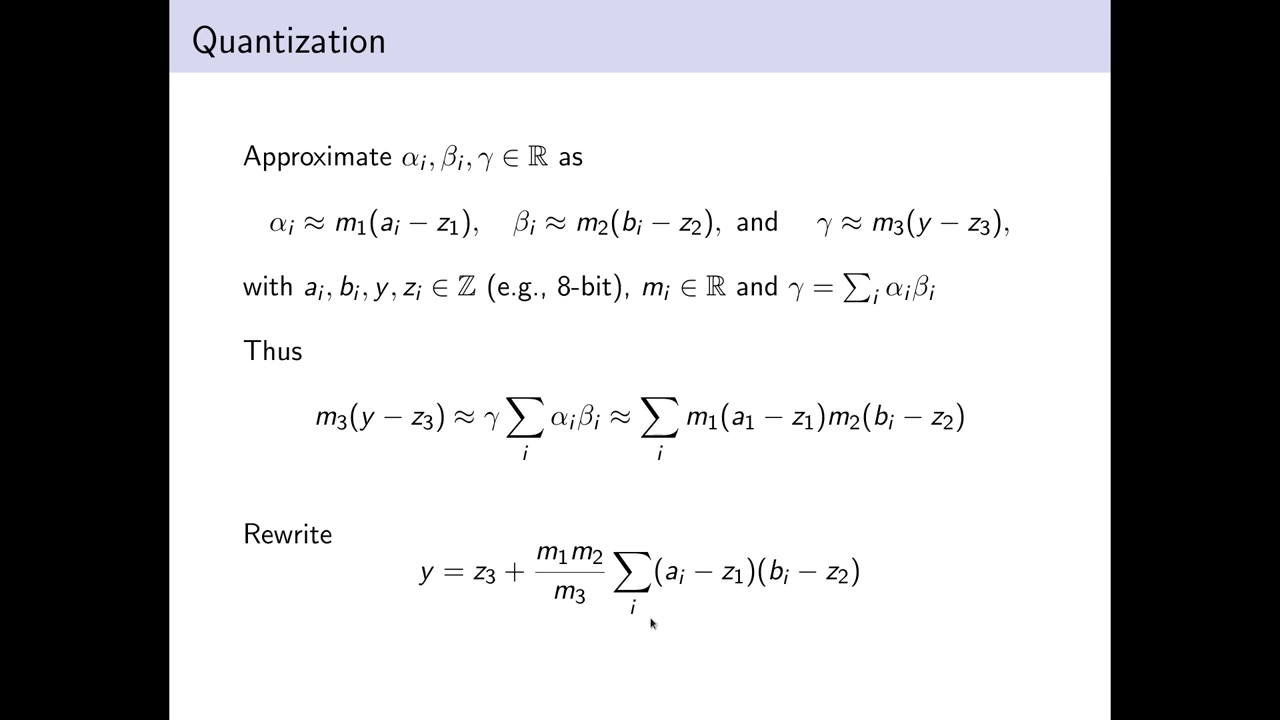 Quantization
Approximate αᵢ, βᵢ, γ ∈ ℝ as
αᵢ ≈ m₁(aᵢ − z₁), βᵢ ≈ m₂(bᵢ − z₂), and γ ≈ m₃(y − z₃),
with aᵢ, bᵢ, y, zᵢ ∈ ℤ (e.g., 8-bit), mᵢ ∈ ℝ and γ = ∑ᵢ αᵢβᵢ
Thus
m₃(y − z₃) ≈ γ ∑ᵢ αᵢβᵢ ≈ ∑ᵢ m₁(a₁ − z₁)m₂(bᵢ − z₂)
Rewrite
y = z₃ + \frac{m₁m₂}{m₃} ∑ᵢ (aᵢ − z₁)(bᵢ − z₂)